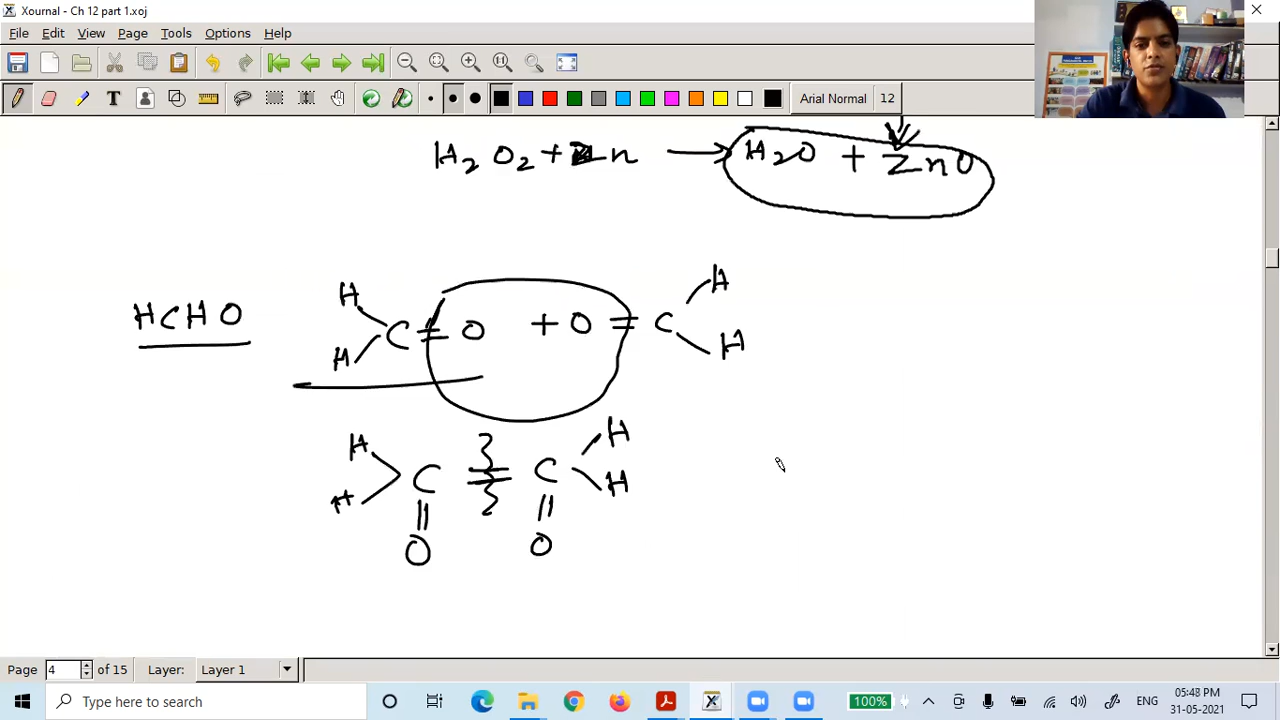 Xournal - Ch 12 part 1.xoj
File Edit View Page Tools Options Help
Arial Normal 12
H2O2 + Zn → H2O + ZnO
HCHO
H H C = O + O = C H H
H H C = C H H
O O
Page 4 of 15 Layer: Layer 1
Type here to search
100% ENG 05:48 PM 31-05-2021